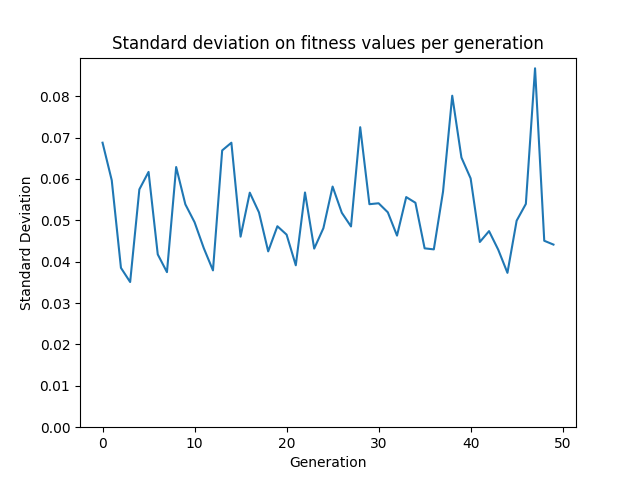 Standard deviation on fitness values per generation
0.08
0.07
0.06
0.05
0.04
0.03
0.02
0.01
0.00
Standard Deviation
0 10 20 30 40 50
Generation